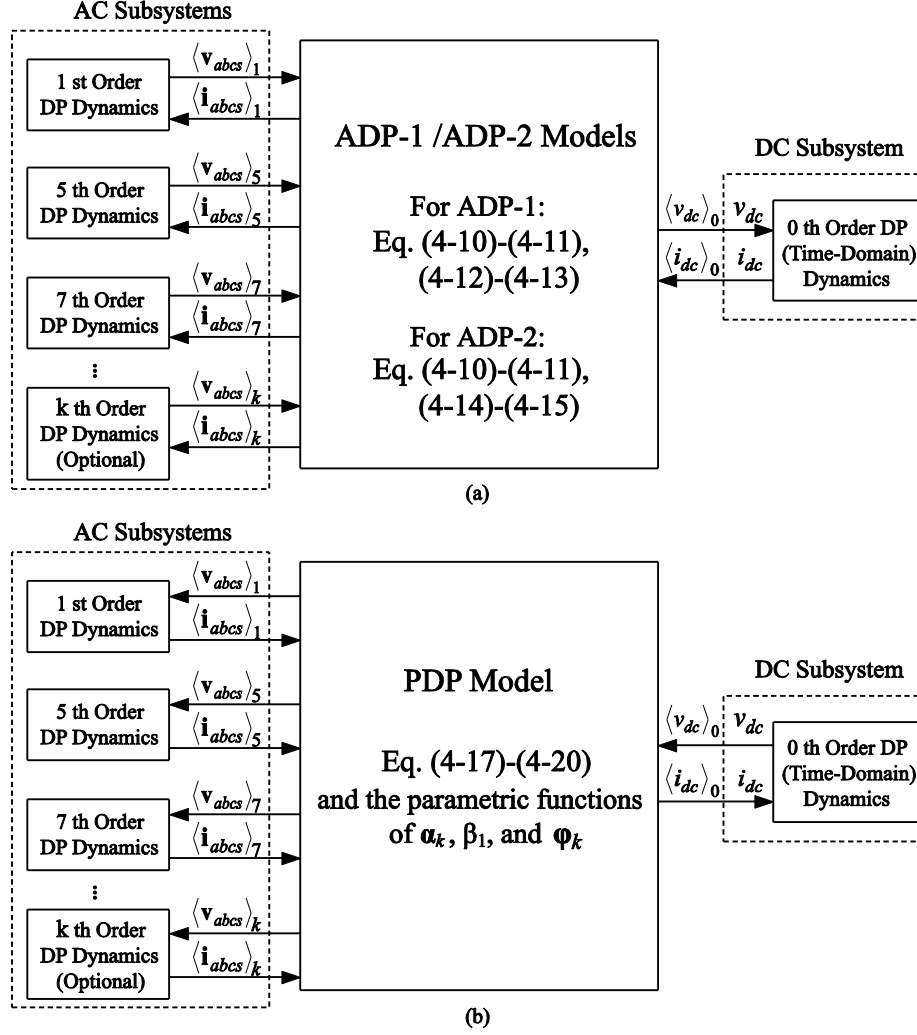 AC Subsystems
1 st Order
DP Dynamics
⟨v_abcs⟩_1
⟨i_abcs⟩_1
5 th Order
DP Dynamics
⟨v_abcs⟩_5
⟨i_abcs⟩_5
7 th Order
DP Dynamics
⟨v_abcs⟩_7
⟨i_abcs⟩_7
...
k th Order
DP Dynamics
(Optional)
⟨v_abcs⟩_k
⟨i_abcs⟩_k
ADP-1 /ADP-2 Models
For ADP-1:
Eq. (4-10)-(4-11),
(4-12)-(4-13)
For ADP-2:
Eq. (4-10)-(4-11),
(4-14)-(4-15)
DC Subsystem
⟨v_dc⟩_0 v_dc
⟨i_dc⟩_0 i_dc
0 th Order DP
(Time-Domain)
Dynamics
(a)
AC Subsystems
1 st Order
DP Dynamics
⟨v_abcs⟩_1
⟨i_abcs⟩_1
5 th Order
DP Dynamics
⟨v_abcs⟩_5
⟨i_abcs⟩_5
7 th Order
DP Dynamics
⟨v_abcs⟩_7
⟨i_abcs⟩_7
...
k th Order
DP Dynamics
(Optional)
⟨v_abcs⟩_k
⟨i_abcs⟩_k
PDP Model
Eq. (4-17)-(4-20)
and the parametric functions
of α_k, β_1, and φ_k
DC Subsystem
⟨v_dc⟩_0 v_dc
⟨i_dc⟩_0 i_dc
0 th Order DP
(Time-Domain)
Dynamics
(b)